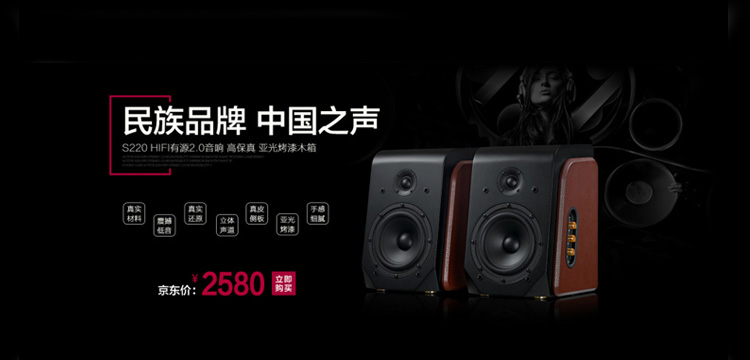 民族品牌 中国之声
S220 HIFI有源2.0音响 高保真 亚光烤漆木箱
真实材料
震撼低音
真实还原
立体声道
真皮侧板
亚光烤漆
手感细腻
京东价: ¥2580 立即购买